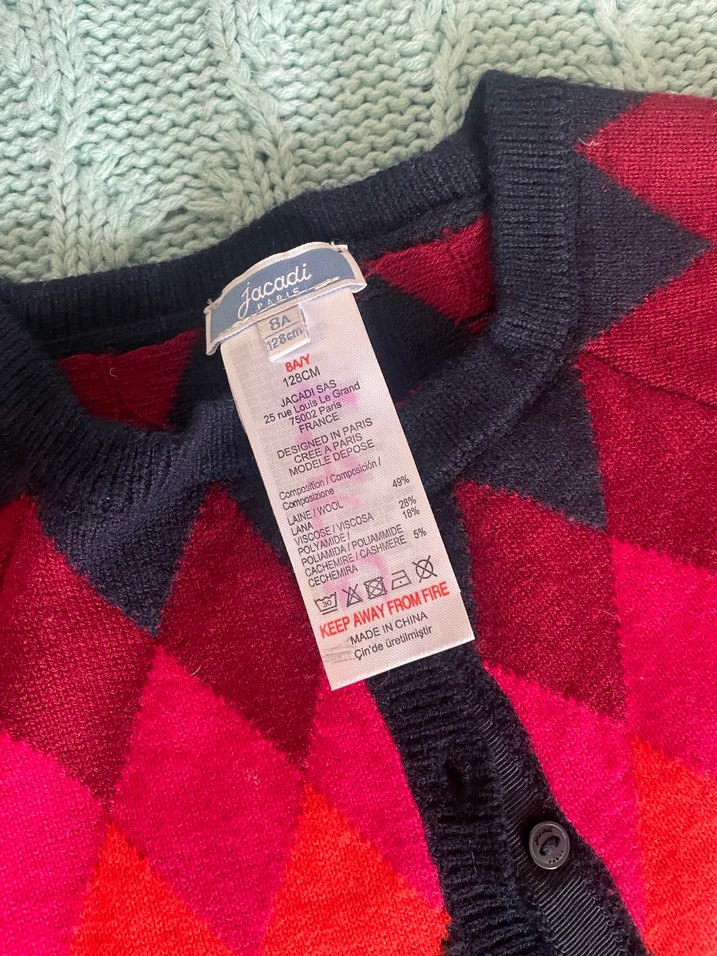 jacadi
PARIS
8A
128cm
8A/Y
128CM
JACADI SAS
25 rue Louis Le Grand
75002 Paris
FRANCE
DESIGNED IN PARIS
CREE A PARIS
MODELE DEPOSE
Composition / Composición /
Composizione
LAINE / WOOL 49%
LANA
VISCOSE / VISCOSA 28%
POLYAMIDE / 18%
POLIAMIDA / POLIAMMIDE
CACHEMIRE / CASHMERE 5%
CECHEMIRA
30
KEEP AWAY FROM FIRE
MADE IN CHINA
Çin'de üretilmiştir